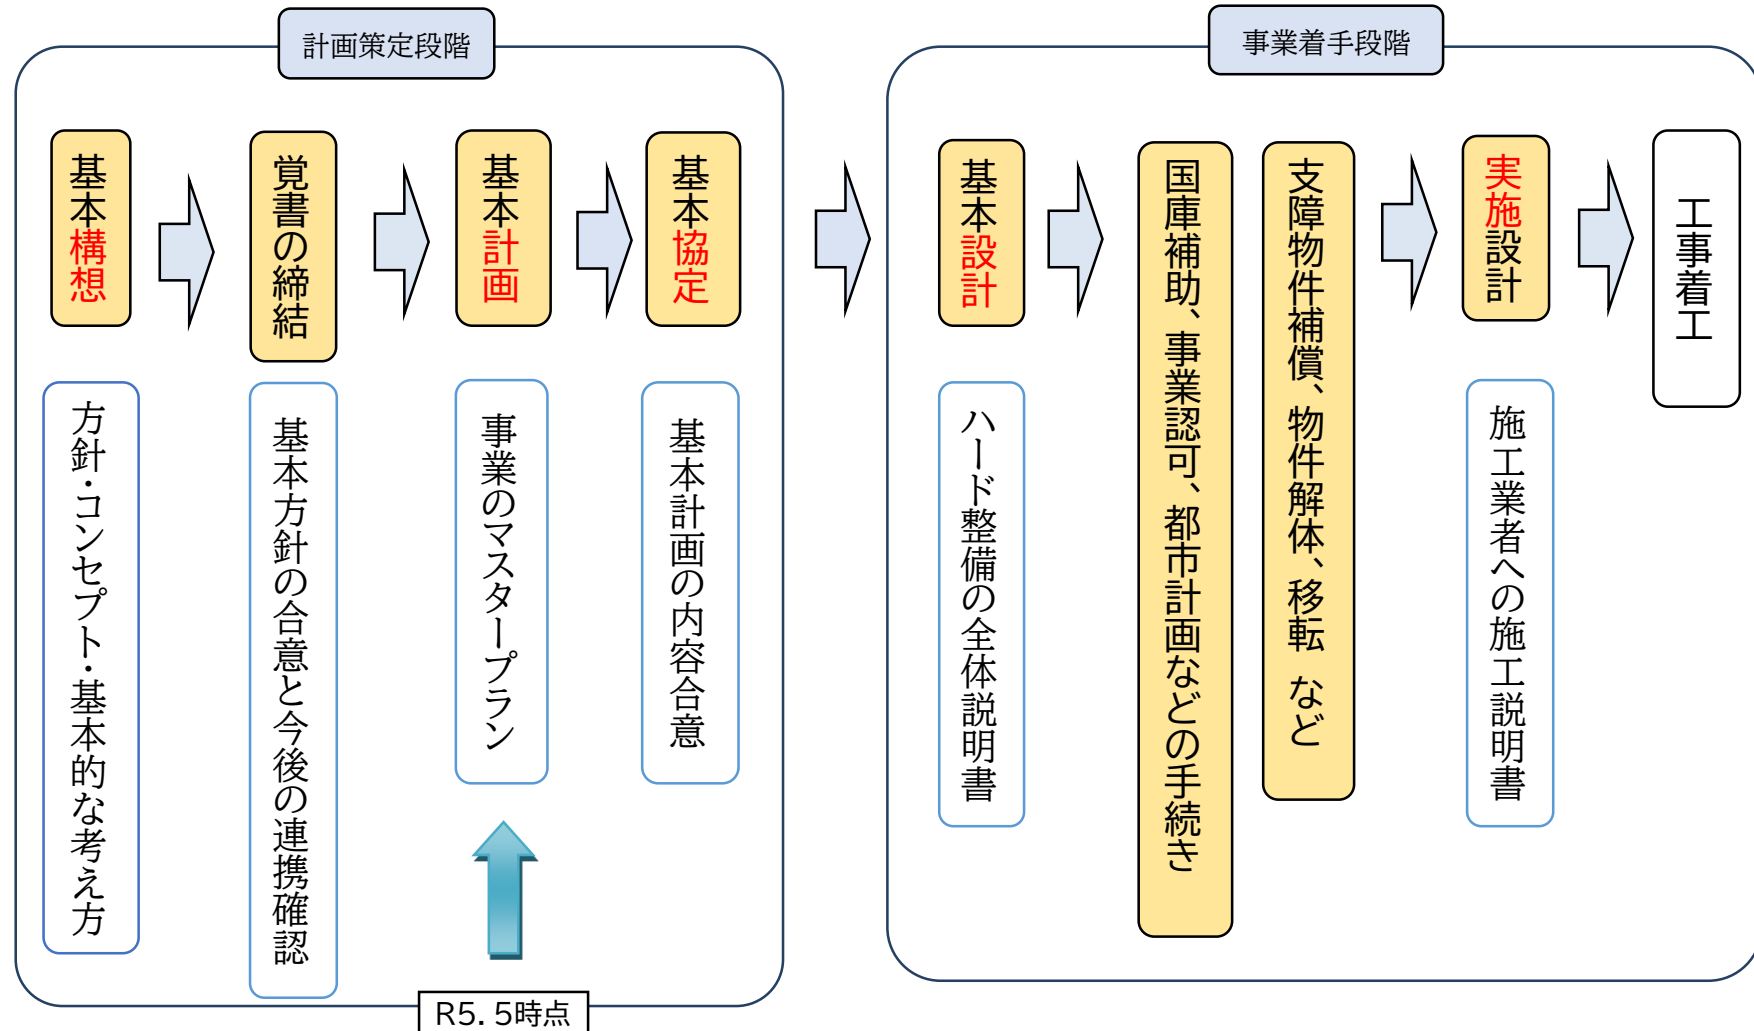 計画策定段階
基本構想
方針・コンセプト・基本的な考え方
覚書の締結
基本方針の合意と今後の連携確認
基本計画
事業のマスタープラン
基本協定
基本計画の内容合意
R5.5時点
事業着手段階
基本設計
ハード整備の全体説明書
国庫補助、事業認可、都市計画などの手続き
支障物件補償、物件解体、移転 など
実施設計
施工業者への施工説明書
工事着工